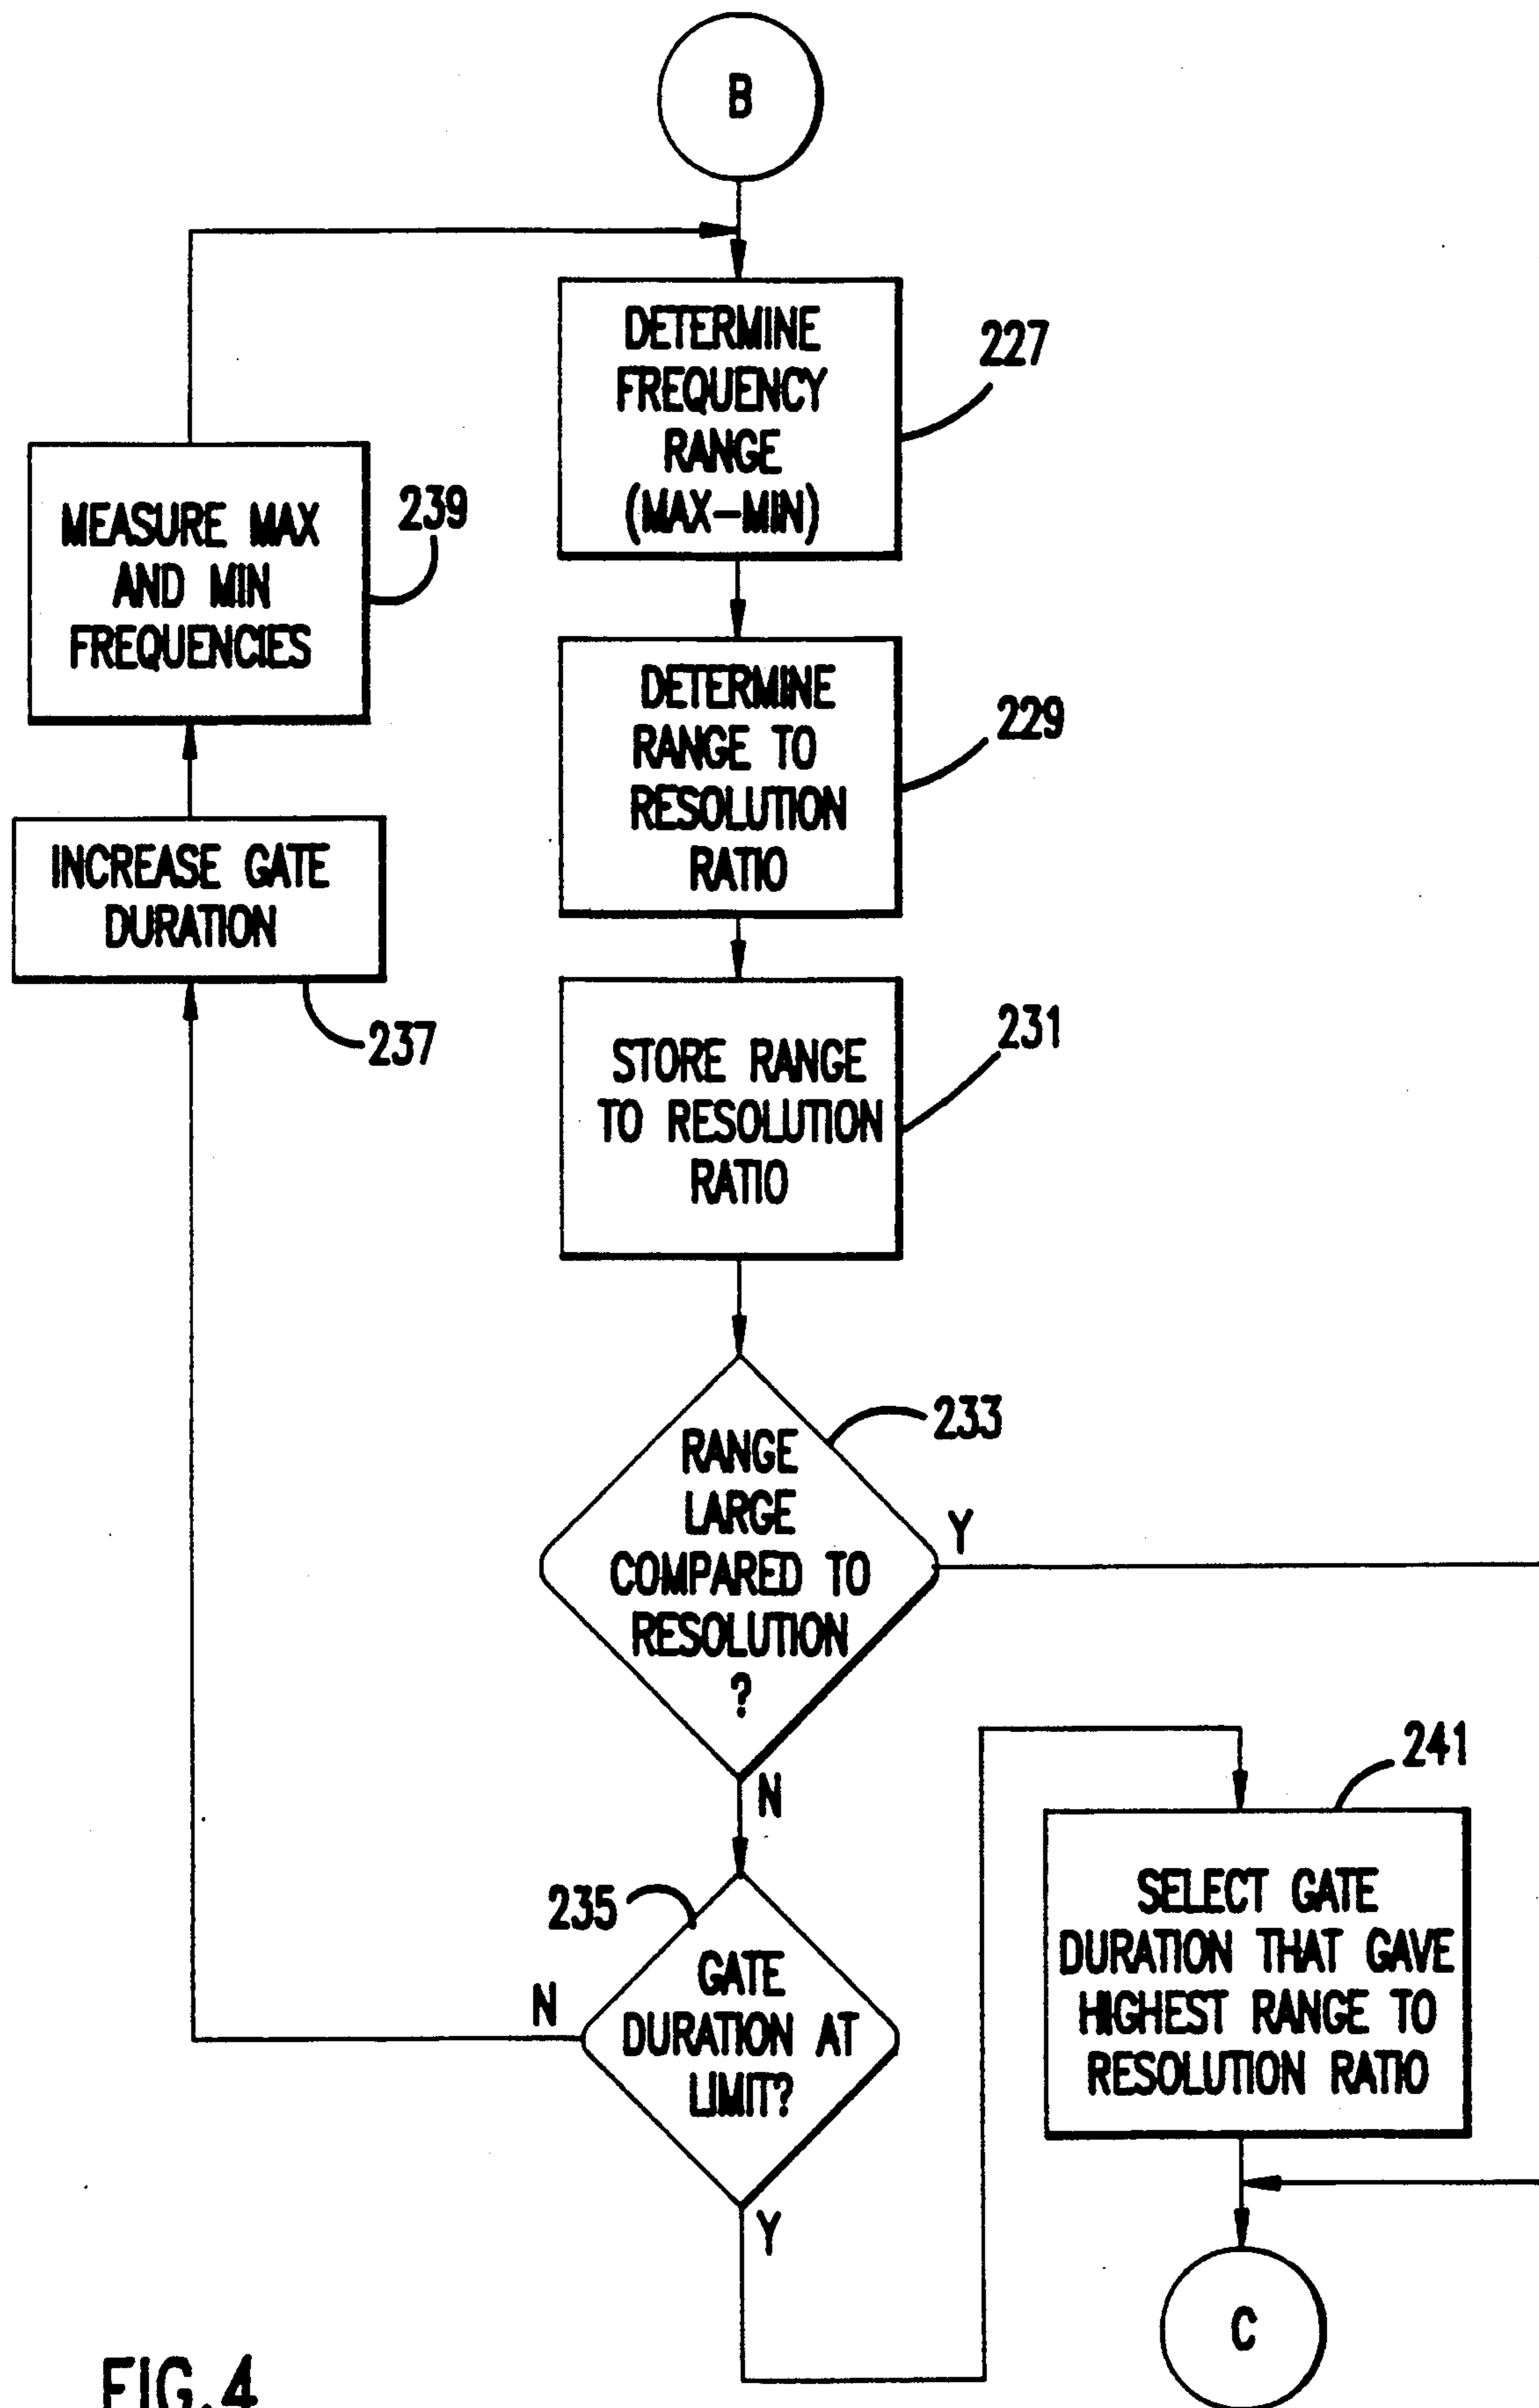 B
DETERMINE
FREQUENCY
RANGE
(MAX-MIN)
227
MEASURE MAX
AND MIN
FREQUENCIES
239
DETERMINE
RANGE TO
RESOLUTION
RATIO
229
INCREASE GATE
DURATION
237
STORE RANGE
TO RESOLUTION
RATIO
231
RANGE
LARGE
COMPARED TO
RESOLUTION
?
233
Y
N
235
GATE
DURATION AT
LIMIT?
N
Y
241
SELECT GATE
DURATION THAT GAVE
HIGHEST RANGE TO
RESOLUTION RATIO
C
FIG.4